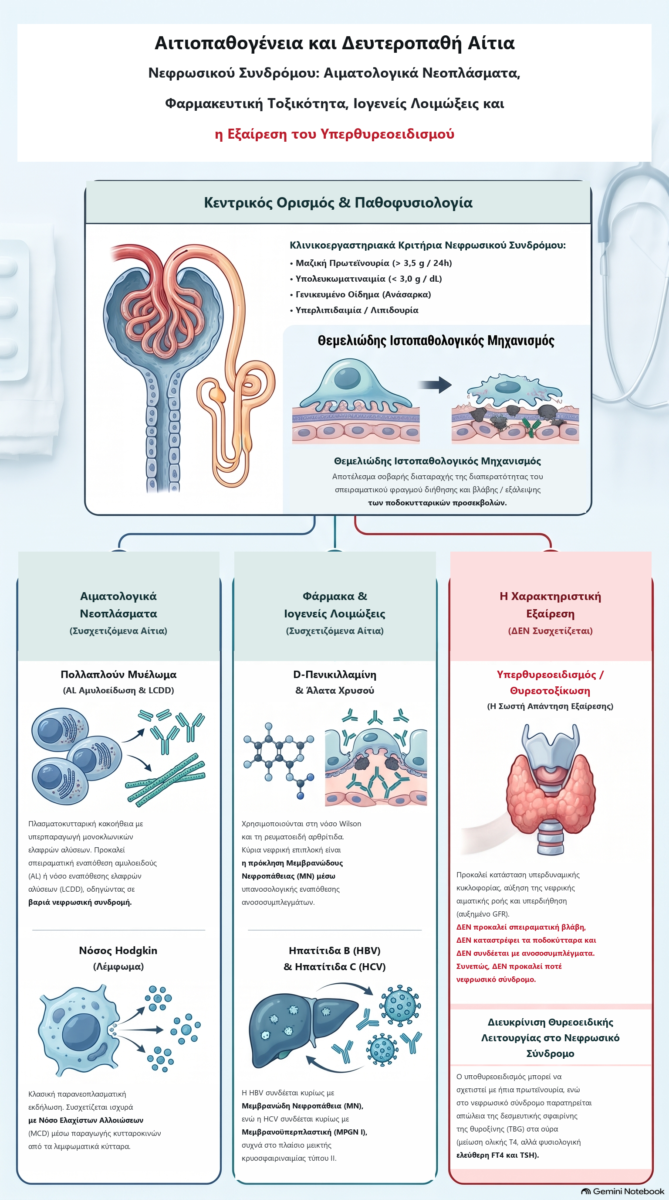 Αιτιοπαθογένεια και Δευτεροπαθή Αίτια
Νεφρωσικού Συνδρόμου: Αιματολογικά Νεοπλάσματα,
Φαρμακευτική Τοξικότητα, Ιογενείς Λοιμώξεις και
η Εξαίρεση του Υπερθυρεοειδισμού
Κεντρικός Ορισμός & Παθοφυσιολογία
Κλινικοεργαστηριακά Κριτήρια Νεφρωσικού Συνδρόμου:
• Μαζική Πρωτεϊνουρία (> 3,5 g / 24h)
• Υπολευκωματιναιμία (< 3,0 g / dL)
• Γενικευμένο Οίδημα (Ανάσαρκα)
• Υπερλιπιδαιμία / Λιπιδουρία
Θεμελιώδης Ιστοπαθολογικός Μηχανισμός
Θεμελιώδης Ιστοπαθολογικός Μηχανισμός
Αποτέλεσμα σοβαρής διαταραχής της διαπερατότητας του
σπειραματικού φραγμού διήθησης και βλάβης / εξάλειψης
των ποδοκυτταρικών προσεκβολών.
Αιματολογικά
Νεοπλάσματα
(Συσχετιζόμενα Αίτια)
Πολλαπλούν Μυέλωμα
(AL Αμυλοείδωση & LCDD)
Πλασματοκυτταρική κακοήθεια με
υπερπαραγωγή μονοκλωνικών
ελαφρών αλύσεων. Προκαλεί
σπειραματική εναπόθεση αμυλοειδούς
(AL) ή νόσο εναπόθεσης ελαφρών
αλύσεων (LCDD), οδηγώντας σε
βαριά νεφρωσική συνδρομή.
Νόσος Hodgkin
(Λέμφωμα)
Κλασική παρανεοπλασματική
εκδήλωση. Συσχετίζεται ισχυρά
με Νόσο Ελαχίστων Αλλοιώσεων
(MCD) μέσω παραγωγής κυτταροκινών
από τα λεμφωματικά κύτταρα.
Φάρμακα &
Ιογενείς Λοιμώξεις
(Συσχετιζόμενα Αίτια)
D-Πενικιλλαμίνη
& Άλατα Χρυσού
Χρησιμοποιούνται στη νόσο Wilson
και τη ρευματοειδή αρθρίτιδα.
Κύρια νεφρική επιπλοκή είναι
η πρόκληση Μεμβρανώδους
Νεφροπάθειας (MN) μέσω
υπανοσολογικής εναπόθεσης
ανοσοσυμπλεγμάτων.
Ηπατίτιδα B (HBV)
& Ηπατίτιδα C (HCV)
Η HBV συνδέεται κυρίως με
Μεμβρανώδη Νεφροπάθεια (MN),
ενώ η HCV συνδέεται κυρίως με
Μεμβρανοϋπερπλαστική (MPGN I),
συχνά στο πλαίσιο μεικτής
κρυοσφαιριναιμίας τύπου II.
Η Χαρακτηριστική
Εξαίρεση
(ΔΕΝ Συσχετίζεται)
Υπερθυρεοειδισμός /
Θυρεοτοξίκωση
(Η Σωστή Απάντηση Εξαίρεσης)
Προκαλεί κατάσταση υπερδυναμικής
κυκλοφορίας, αύξηση της νεφρικής
αιματικής ροής και υπερδιήθηση
(αυξημένο GFR).
ΔΕΝ προκαλεί σπειραματική βλάβη,
ΔΕΝ καταστρέφει τα ποδοκύτταρα και
ΔΕΝ συνδέεται με ανοσοσυμπλέγματα.
Συνεπώς, ΔΕΝ προκαλεί ποτέ
νεφρωσικό σύνδρομο.
Διευκρίνιση Θυρεοειδικής
Λειτουργίας στο Νεφρωσικό
Σύνδρομο
Ο υποθυρεοειδισμός μπορεί να
σχετιστεί με ήπια πρωτεϊνουρία, ενώ
στο νεφρωσικό σύνδρομο παρατηρείται
απώλεια της δεσμευτικής σφαιρίνης
της θυροξίνης (TBG) στα ούρα
(μείωση ολικής T4, αλλά φυσιολογική
ελεύθερη FT4 και TSH).
Gemini Notebook